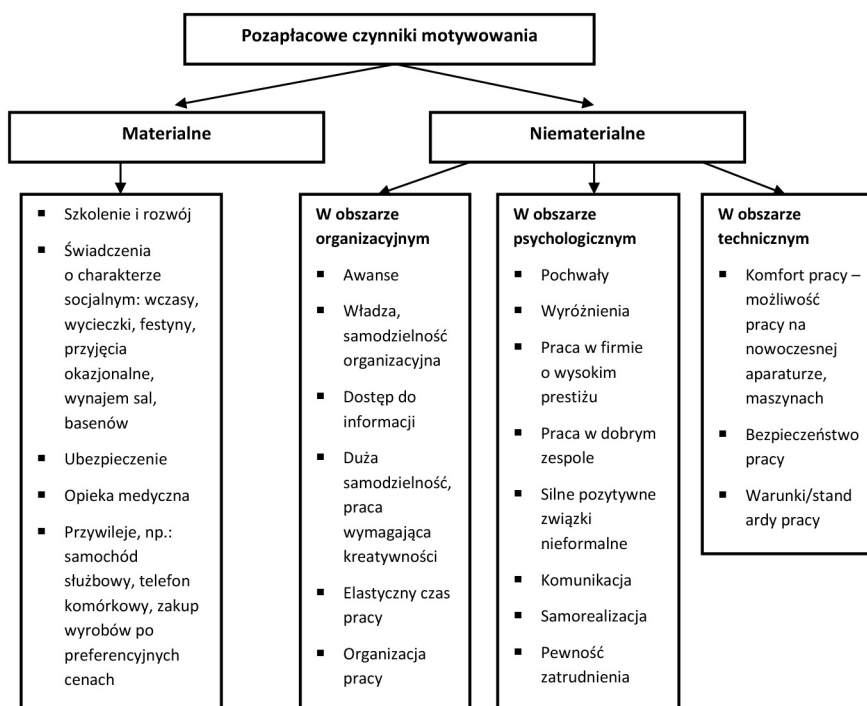 Pozapłacowe czynniki motywowania
Materialne
Niematerialne
▪ Szkolenie i rozwój
▪ Świadczenia
o charakterze
socjalnym: wczasy,
wycieczki, festyny,
przyjęcia
okazjonalne,
wynajem sal,
basenów
▪ Ubezpieczenie
▪ Opieka medyczna
▪ Przywileje, np.:
samochód
służbowy, telefon
komórkowy, zakup
wyrobów po
preferencyjnych
cenach
W obszarze
organizacyjnym
▪ Awanse
▪ Władza,
samodzielność
organizacyjna
▪ Dostęp do
informacji
▪ Duża
samodzielność,
praca
wymagająca
kreatywności
▪ Elastyczny czas
pracy
▪ Organizacja
pracy
W obszarze
psychologicznym
▪ Pochwały
▪ Wyróżnienia
▪ Praca w firmie
o wysokim
prestiżu
▪ Praca w dobrym
zespole
▪ Silne pozytywne
związki
nieformalne
▪ Komunikacja
▪ Samorealizacja
▪ Pewność
zatrudnienia
W obszarze
technicznym
▪ Komfort pracy –
możliwość
pracy na
nowoczesnej
aparaturze,
maszynach
▪ Bezpieczeństwo
pracy
▪ Warunki/stand
ardy pracy